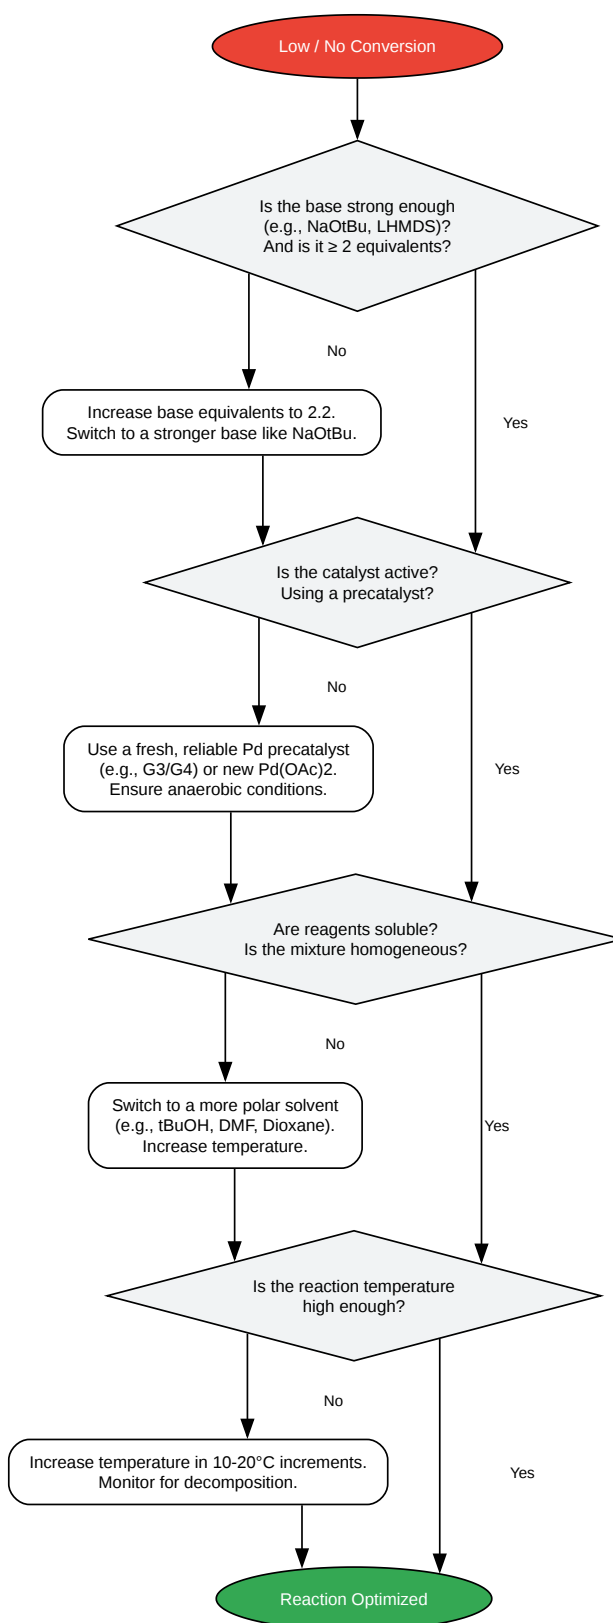 Low / No Conversion
Is the base strong enough
(e.g., NaOtBu, LHMDS)?
And is it ≥ 2 equivalents?
No
Increase base equivalents to 2.2.
Switch to a stronger base like NaOtBu.
Yes
Is the catalyst active?
Using a precatalyst?
No
Use a fresh, reliable Pd precatalyst
(e.g., G3/G4) or new Pd(OAc)2.
Ensure anaerobic conditions.
Yes
Are reagents soluble?
Is the mixture homogeneous?
No
Switch to a more polar solvent
(e.g., tBuOH, DMF, Dioxane).
Increase temperature.
Yes
Is the reaction temperature
high enough?
No
Increase temperature in 10-20°C increments.
Monitor for decomposition.
Yes
Reaction Optimized